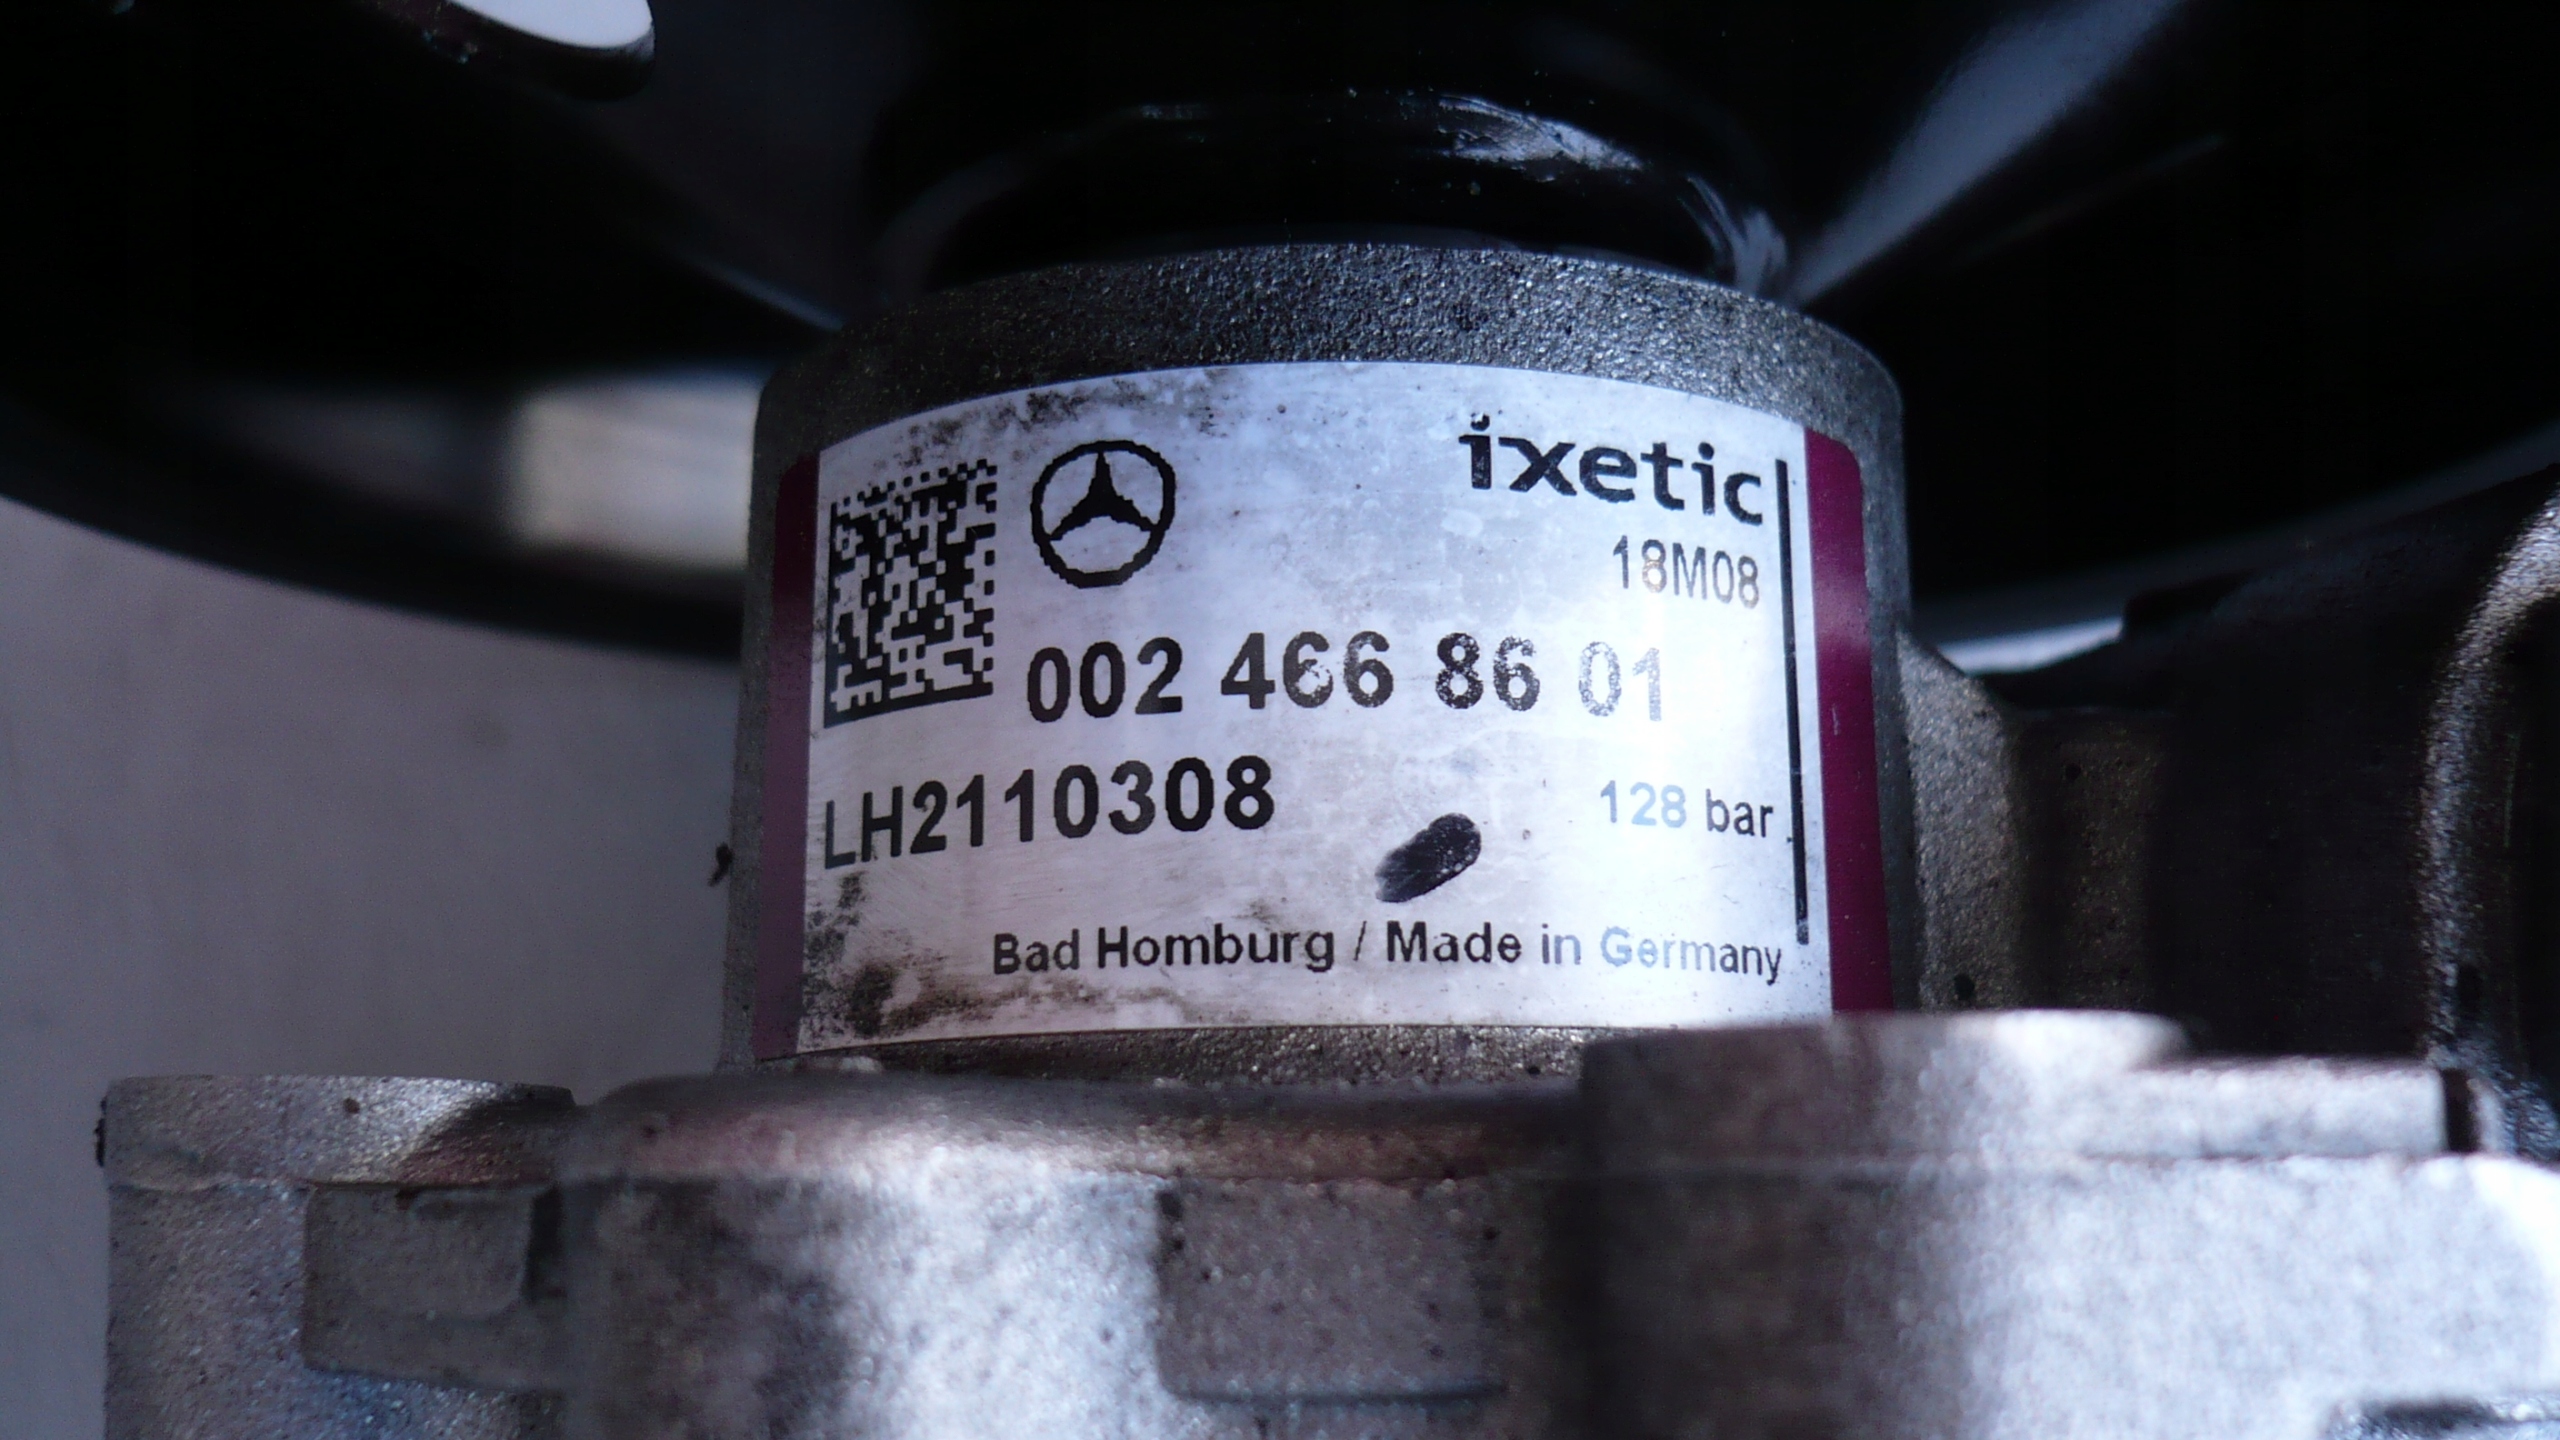 ixetic
18M08
002 466 86 01
LH2110308
128 bar
Bad Homburg / Made in Germany